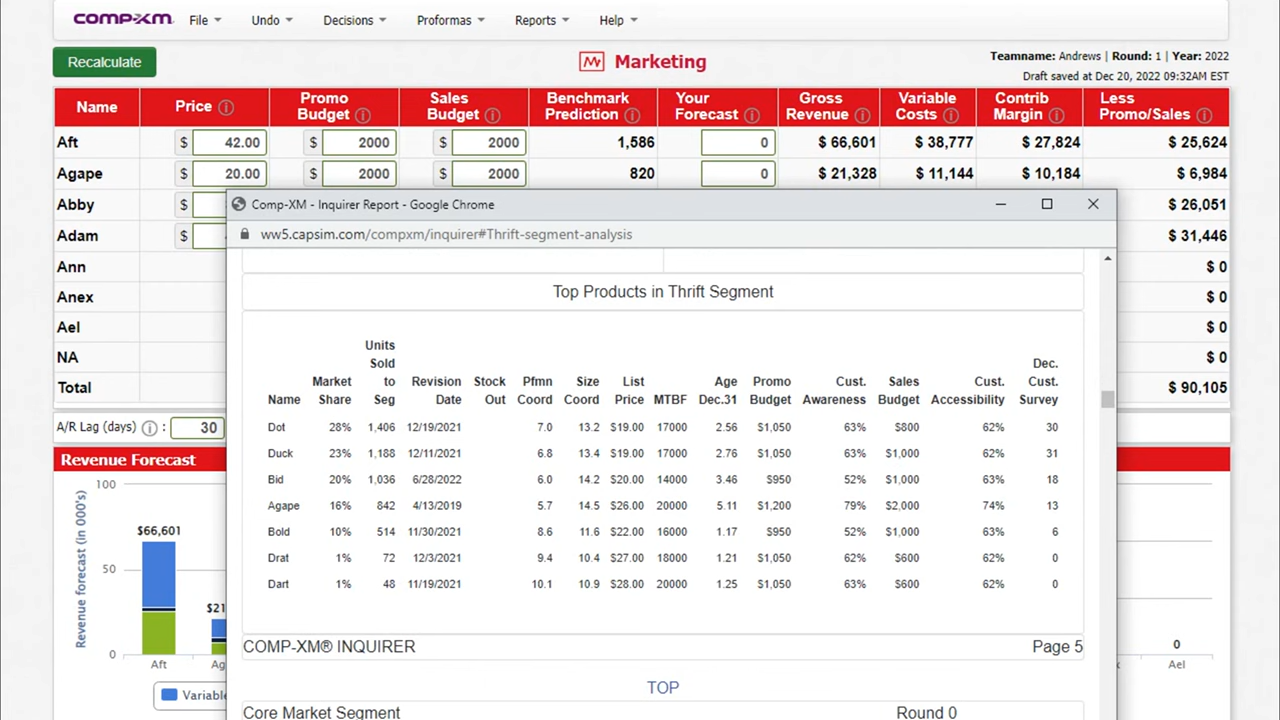 COMP-XM File Undo Decisions Proformas Reports Help
Recalculate Marketing Teamname: Andrews | Round: 1 | Year: 2022
Draft saved at Dec 20, 2022 09:32AM EST
Name Price Promo Budget Sales Budget Benchmark Prediction Your Forecast Gross Revenue Variable Costs Contrib Margin Less Promo/Sales
Aft $ 42.00 $ 2000 $ 2000 1,586 0 $ 66,601 $ 38,777 $ 27,824 $ 25,624
Agape $ 20.00 $ 2000 $ 2000 820 0 $ 21,328 $ 11,144 $ 10,184 $ 6,984
Abby $ $ 26,051
Adam $ $ 31,446
Ann $ 0
Anex $ 0
Ael $ 0
NA $ 0
Total $ 90,105
A/R Lag (days) : 30
Revenue Forecast
Revenue forecast (in 000's)
100
50
0
$66,601
$21
Aft Ag
Variable
0
Ael
Comp-XM - Inquirer Report - Google Chrome
ww5.capsim.com/compxm/inquirer#Thrift-segment-analysis
Top Products in Thrift Segment
Name Market Share Units Sold to Seg Revision Date Stock Out Pfmn Coord Size Coord List Price MTBF Age Dec.31 Promo Budget Cust. Awareness Sales Budget Cust. Accessibility Dec. Cust. Survey
Dot 28% 1,406 12/19/2021 7.0 13.2 $19.00 17000 2.56 $1,050 63% $800 62% 30
Duck 23% 1,188 12/11/2021 6.8 13.4 $19.00 17000 2.76 $1,050 63% $1,000 62% 31
Bid 20% 1,036 6/28/2022 6.0 14.2 $20.00 14000 3.46 $950 52% $1,000 63% 18
Agape 16% 842 4/13/2019 5.7 14.5 $26.00 20000 5.11 $1,200 79% $2,000 74% 13
Bold 10% 514 11/30/2021 8.6 11.6 $22.00 16000 1.17 $950 52% $1,000 63% 6
Drat 1% 72 12/3/2021 9.4 10.4 $27.00 18000 1.21 $1,050 62% $600 62% 0
Dart 1% 48 11/19/2021 10.1 10.9 $28.00 20000 1.25 $1,050 63% $600 62% 0
COMP-XM® INQUIRER Page 5
TOP
Core Market Segment Round 0